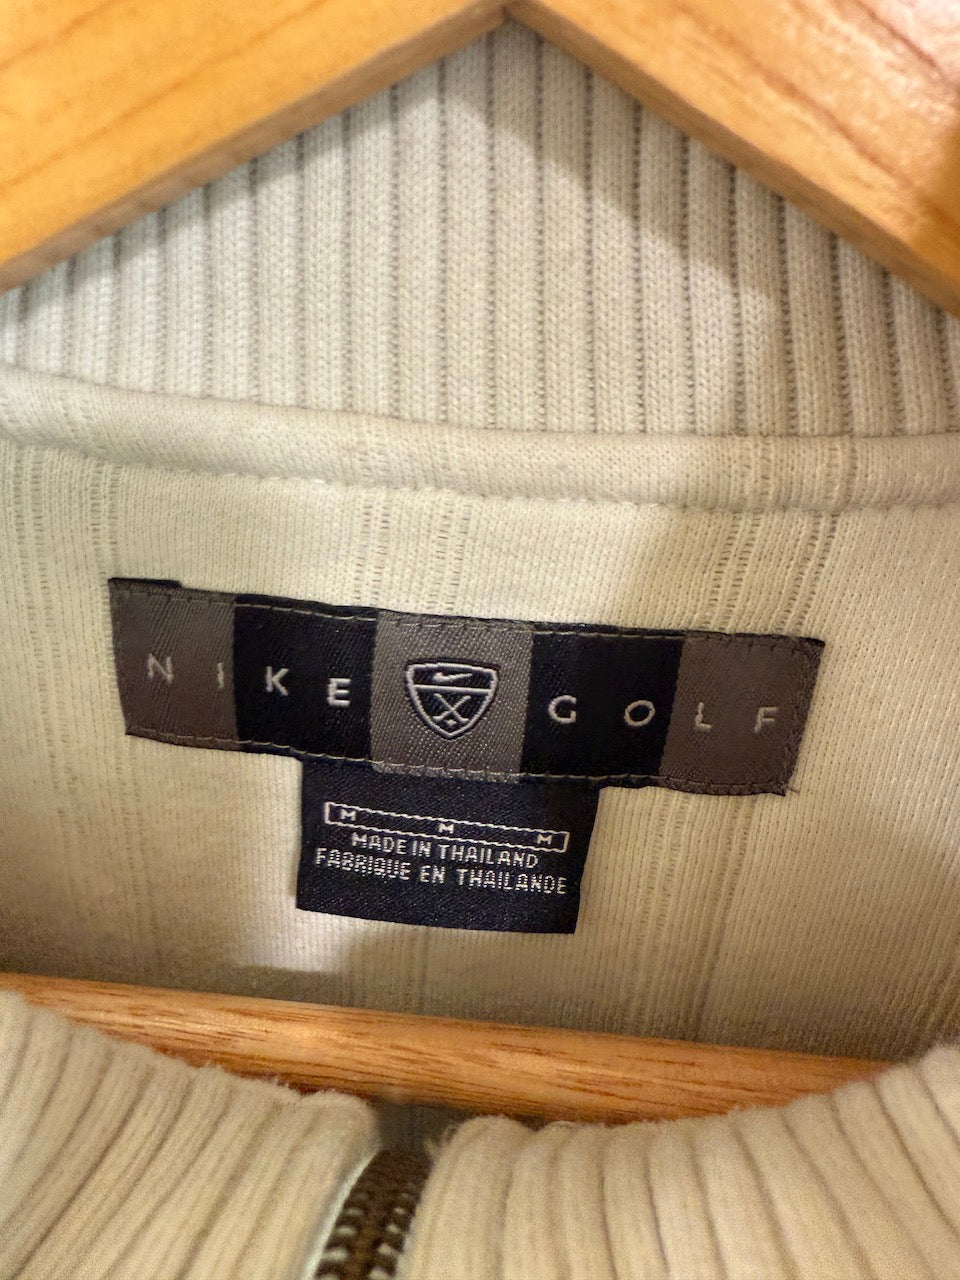 NIKE GOLF
M M M
MADE IN THAILAND
FABRIQUE EN THAILANDE